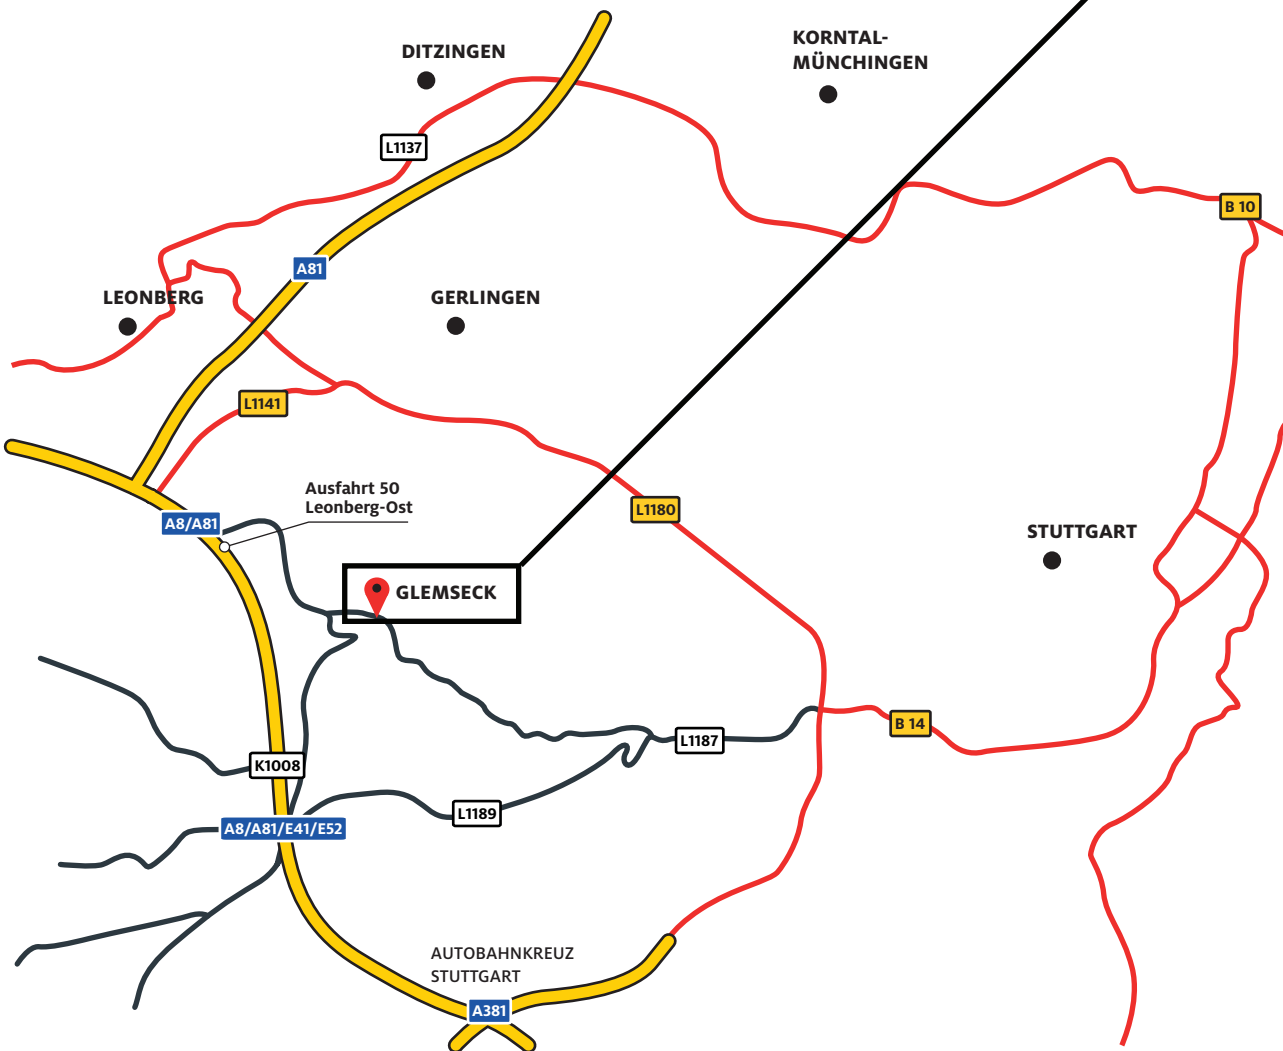 DITZINGEN
KORNTAL-
MÜNCHINGEN
L1137
B 10
A81
LEONBERG
GERLINGEN
L1141
Ausfahrt 50
Leonberg-Ost
A8/A81
L1180
STUTTGART
GLEMSECK
B 14
L1187
K1008
L1189
A8/A81/E41/E52
AUTOBAHNKREUZ
STUTTGART
A381